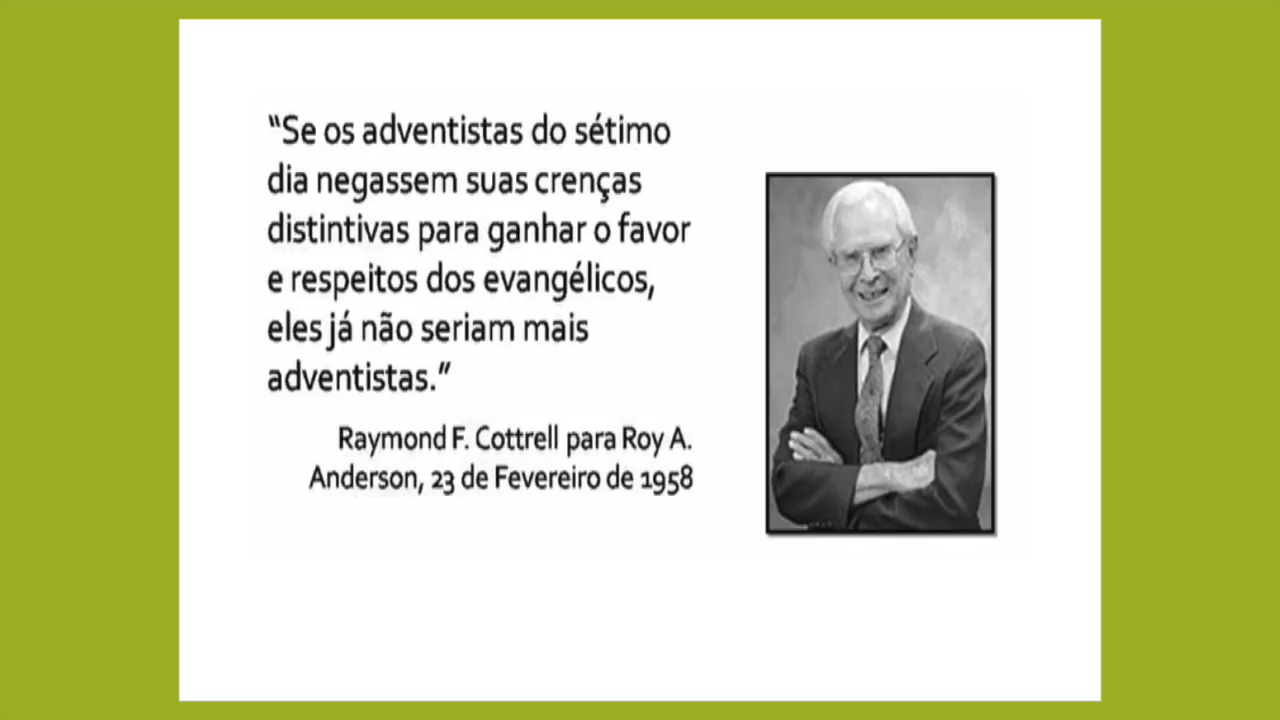 “Se os adventistas do sétimo
dia negassem suas crenças
distintivas para ganhar o favor
e respeitos dos evangélicos,
eles já não seriam mais
adventistas.”
Raymond F. Cottrell para Roy A.
Anderson, 23 de Fevereiro de 1958